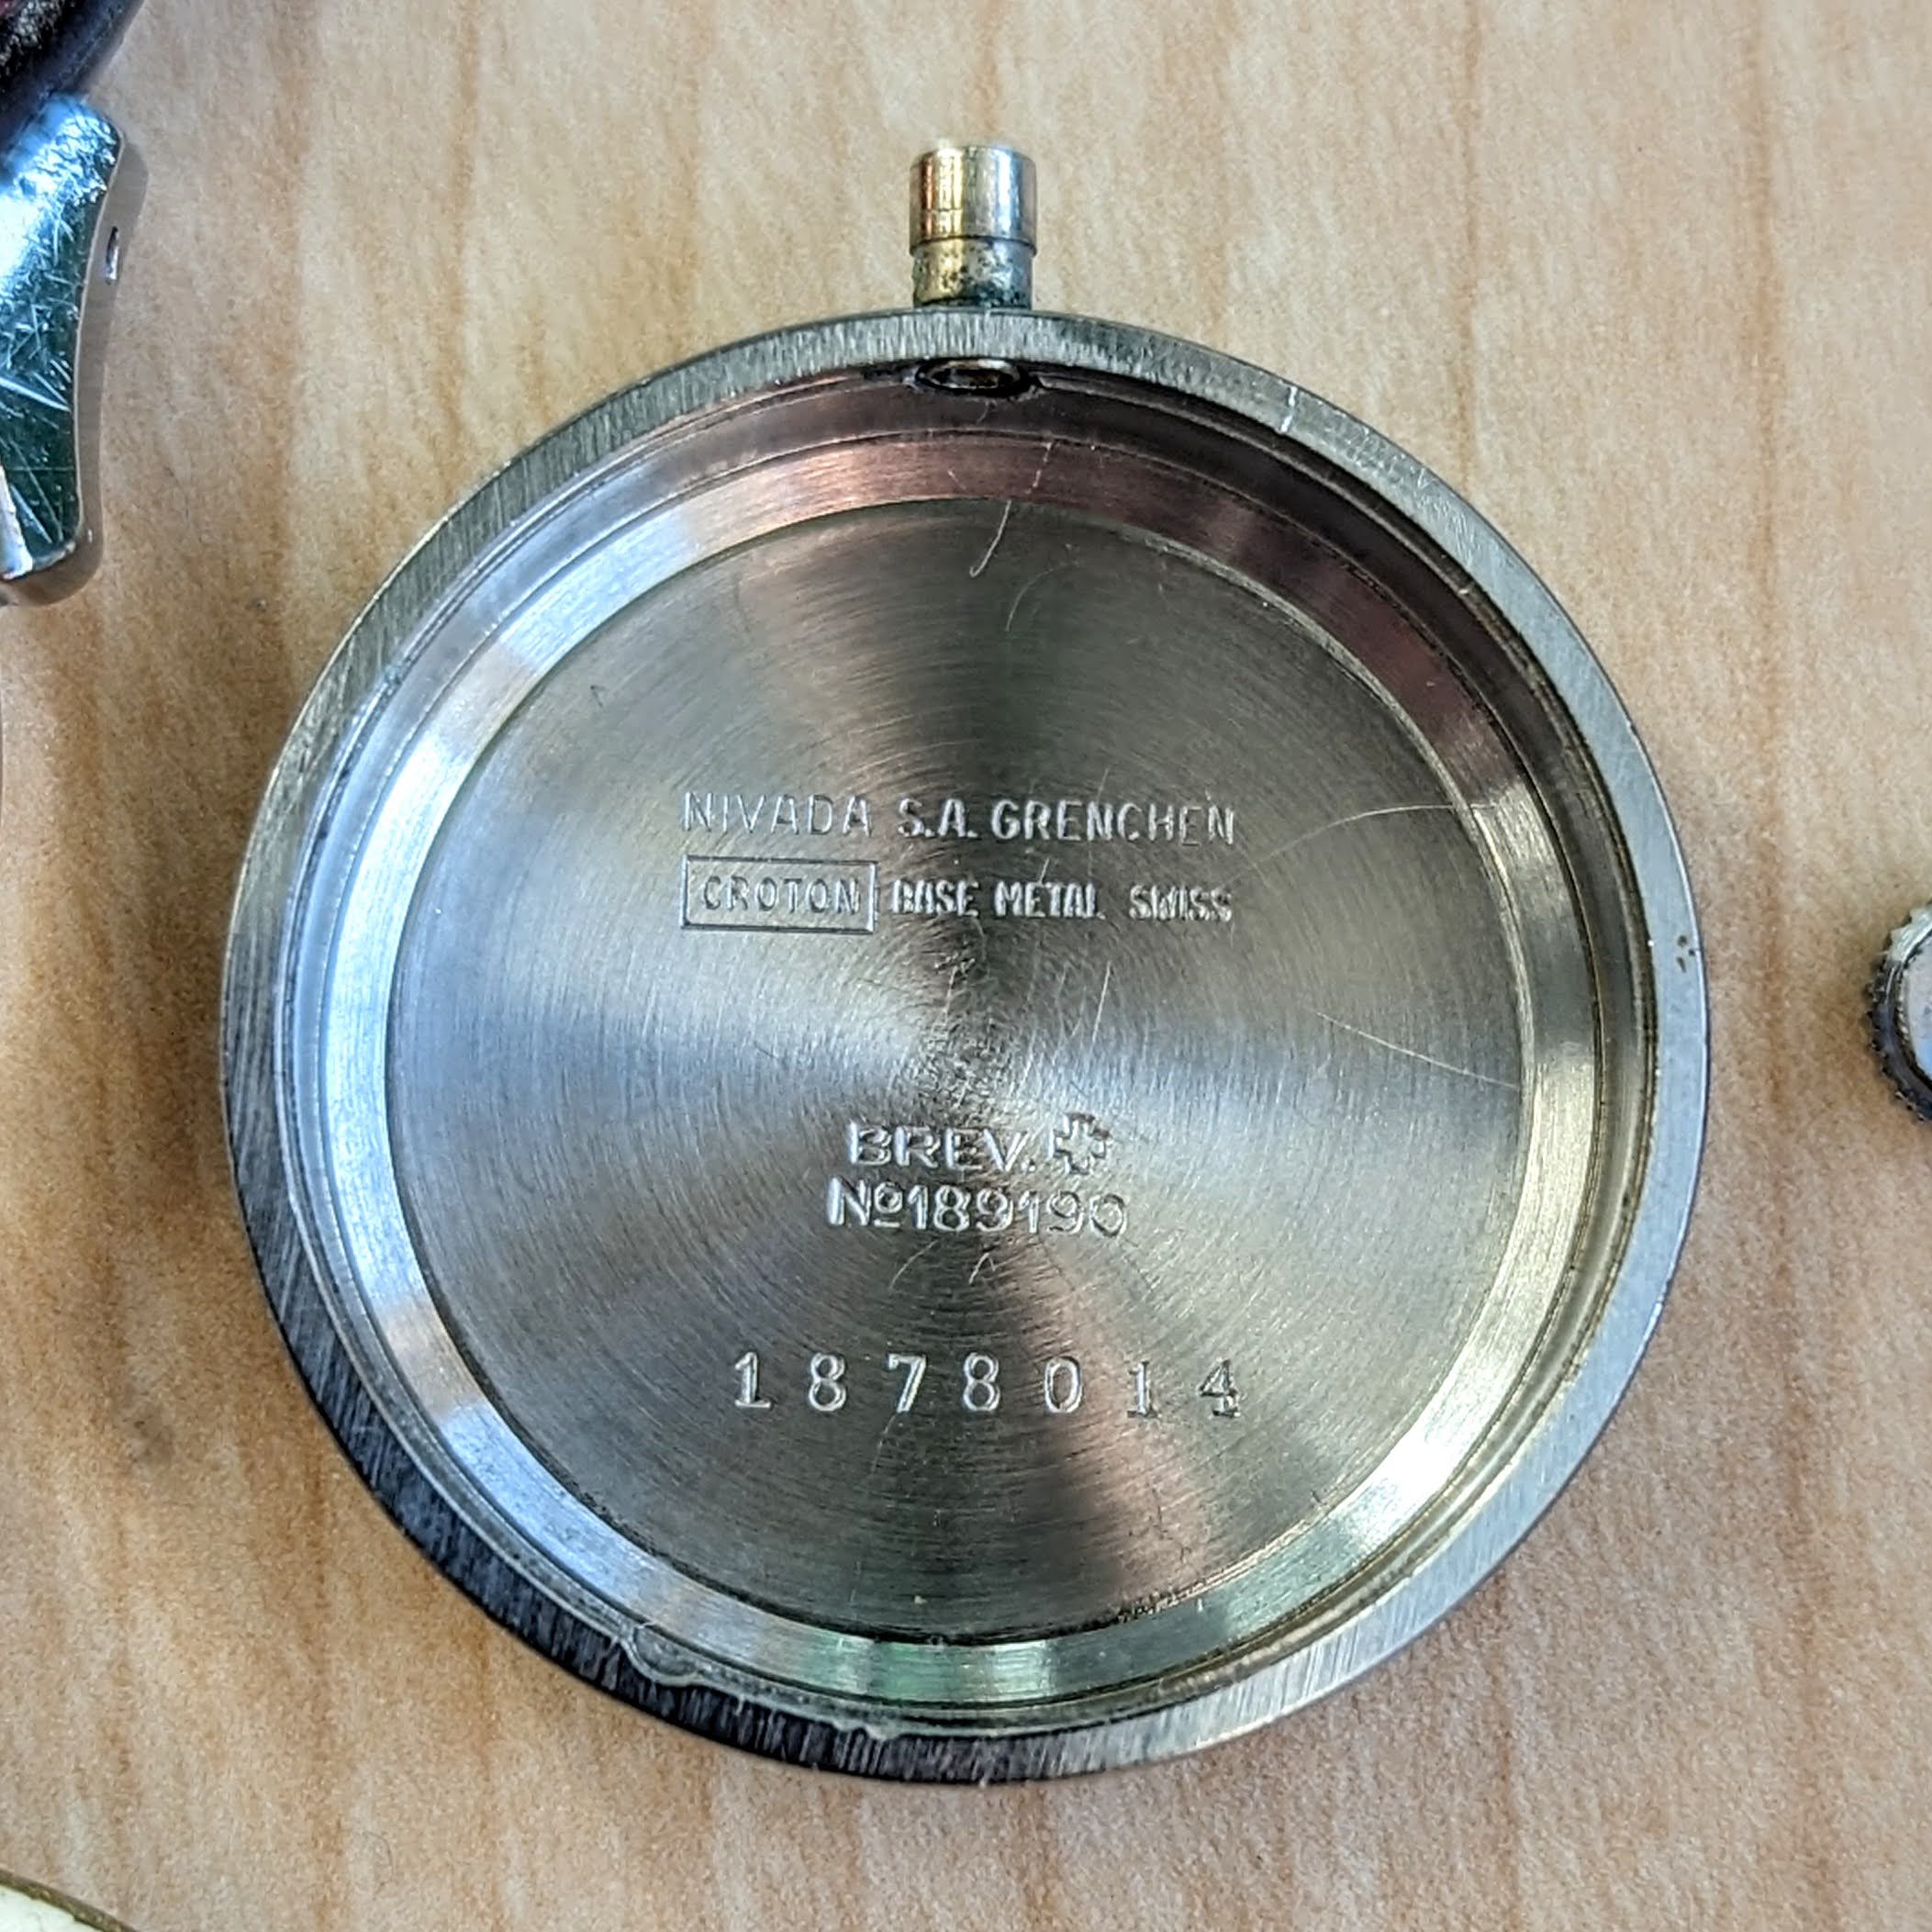 NIVADA S.A. GRENCHEN
CROTON BASE METAL SWISS
BREV.
Nº189190
1878014